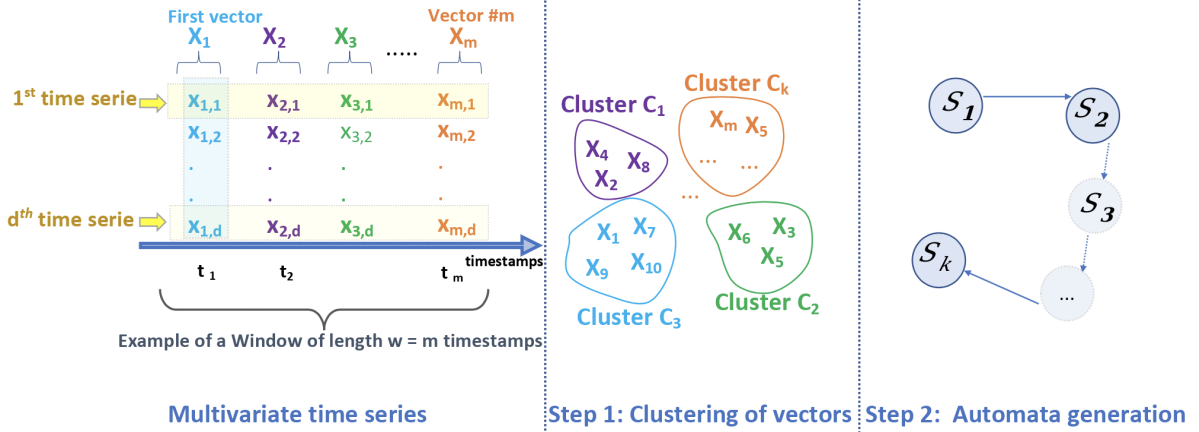 First vector Vector #m
X1 X2 X3 ..... Xm
1st time serie x1,1 x2,1 x3,1 xm,1
x1,2 x2,2 x3,2 xm,2
. . . .
. . . .
dth time serie x1,d x2,d x3,d xm,d
timestamps
t 1 t2 t m
Example of a Window of length w = m timestamps
Multivariate time series
Cluster Ck
Cluster C1
Xm X5
... ...
X4 X8
X2
...
X1 X7
X9 X10
X6 X3
X5
Cluster C3
Cluster C2
Step 1: Clustering of vectors
S1 S2
S3
Sk
...
Step 2: Automata generation